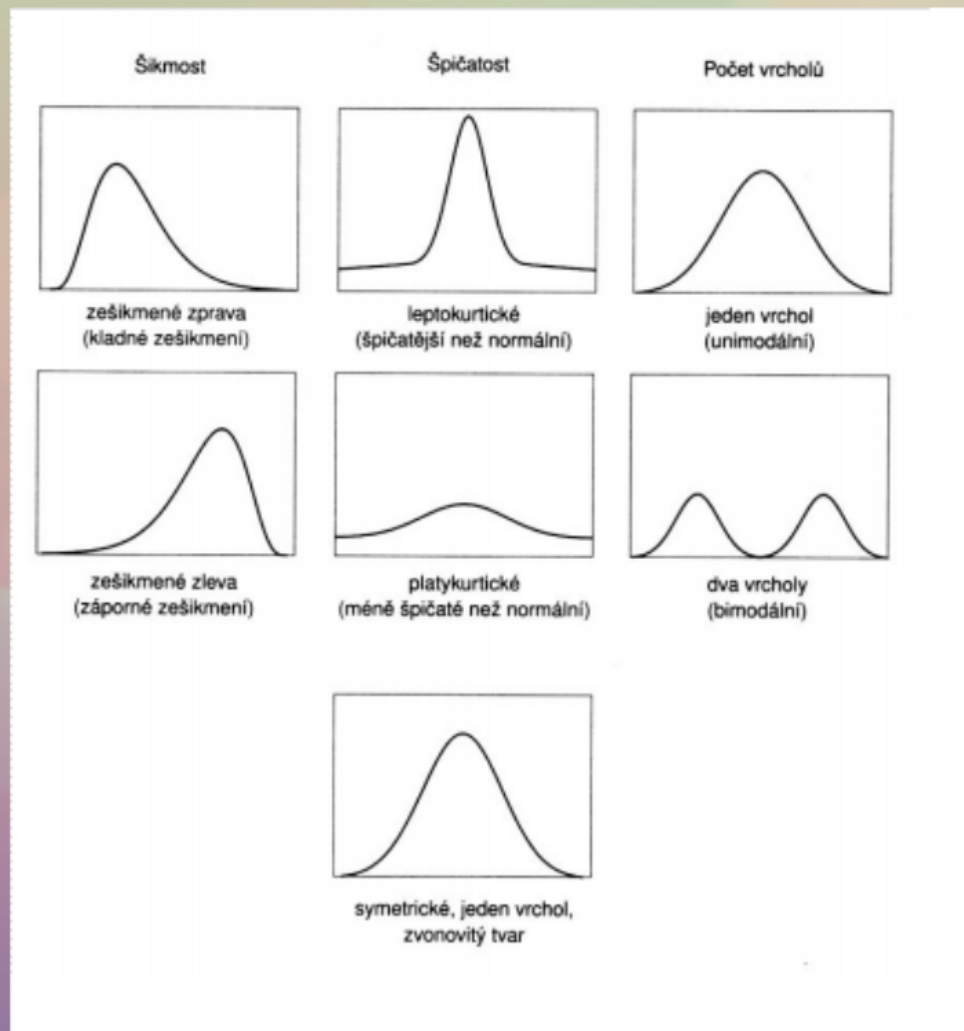 Šikmost
Špičatost
Počet vrcholů
zešikmené zprava
(kladné zešikmení)
leptokurtické
(špičatější než normální)
jeden vrchol
(unimodální)
zešikmené zleva
(záporné zešikmení)
platykurtické
(méně špičaté než normální)
dva vrcholy
(bimodální)
symetrické, jeden vrchol,
zvonovitý tvar